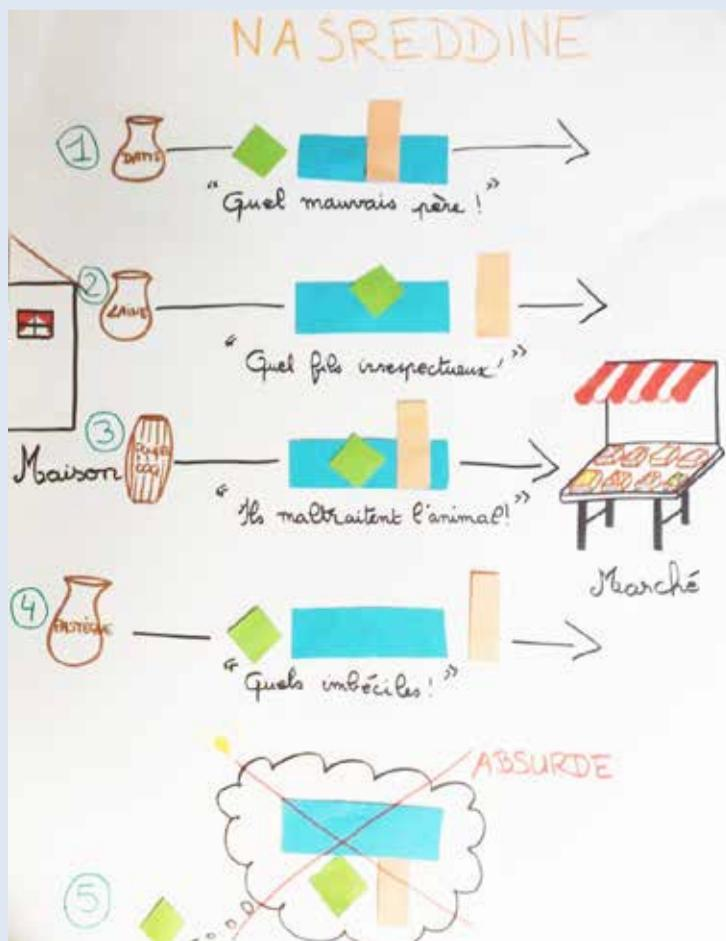 NASREDDINE
1
"Quel mauvais père !"
2 LAINE
"Quel fils irrespectueux !"
3
Maison
"Ils maltraitent l'animal !"
Marché
4 PASTÈQUE
"Quels imbéciles !"
ABSURDE
5